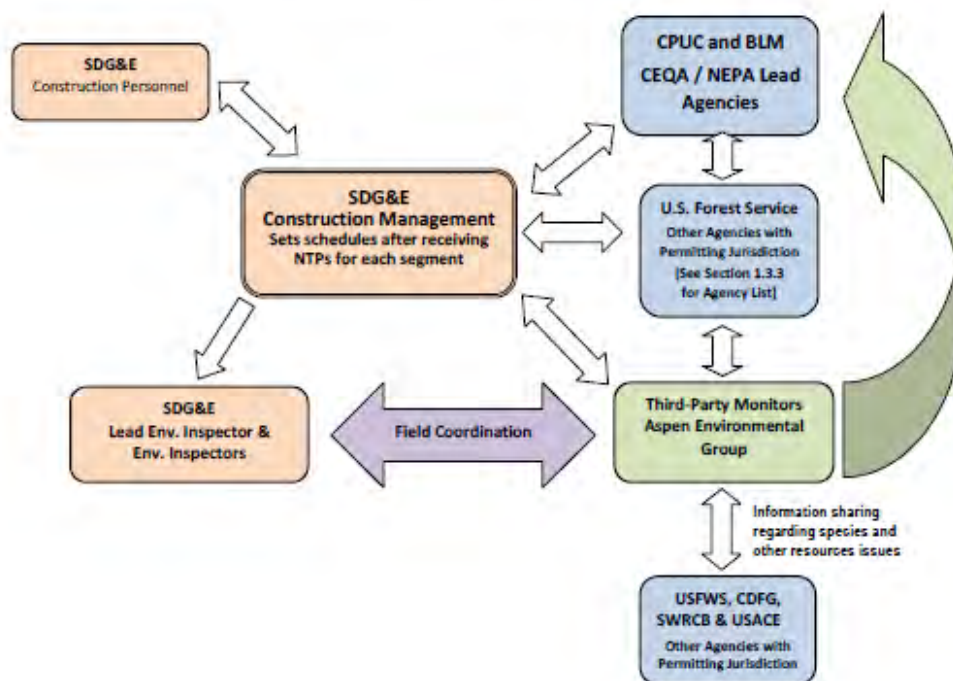 SDG&E
Construction Personnel
CPUC and BLM
CEQA / NEPA Lead
Agencies
SDG&E
Construction Management
Sets schedules after receiving
NTPs for each segment
U.S. Forest Service
Other Agencies with
Permitting Jurisdiction
[See Section 1.3.3
for Agency List]
SDG&E
Lead Env. Inspector &
Env. Inspectors
Field Coordination
Third-Party Monitors
Aspen Environmental
Group
Information sharing
regarding species and
other resources issues
USFWS, CDFG,
SWRCB & USACE
Other Agencies with
Permitting Jurisdiction